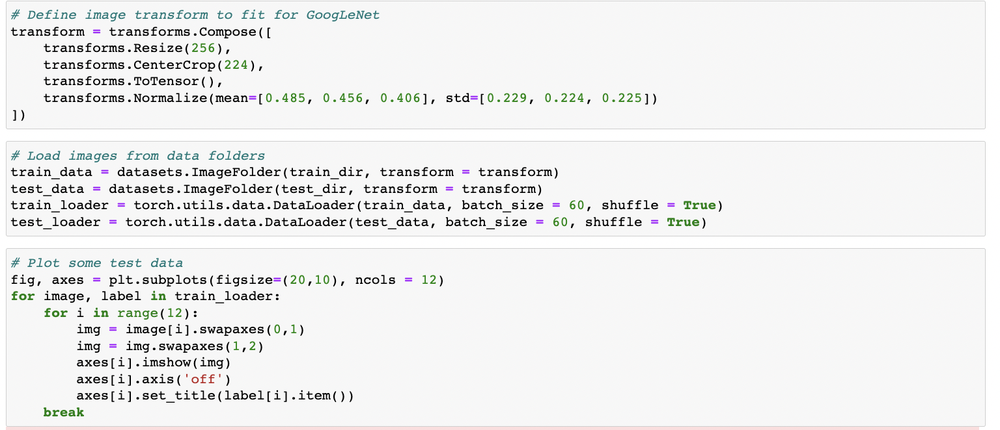 # Define image transform to fit for GoogLeNet
transform = transforms.Compose([
    transforms.Resize(256),
    transforms.CenterCrop(224),
    transforms.ToTensor(),
    transforms.Normalize(mean=[0.485, 0.456, 0.406], std=[0.229, 0.224, 0.225])
])
# Load images from data folders
train_data = datasets.ImageFolder(train_dir, transform = transform)
test_data = datasets.ImageFolder(test_dir, transform = transform)
train_loader = torch.utils.data.DataLoader(train_data, batch_size = 60, shuffle = True)
test_loader = torch.utils.data.DataLoader(test_data, batch_size = 60, shuffle = True)
# Plot some test data
fig, axes = plt.subplots(figsize=(20,10), ncols = 12)
for image, label in train_loader:
    for i in range(12):
        img = image[i].swapaxes(0,1)
        img = img.swapaxes(1,2)
        axes[i].imshow(img)
        axes[i].axis('off')
        axes[i].set_title(label[i].item())
    break